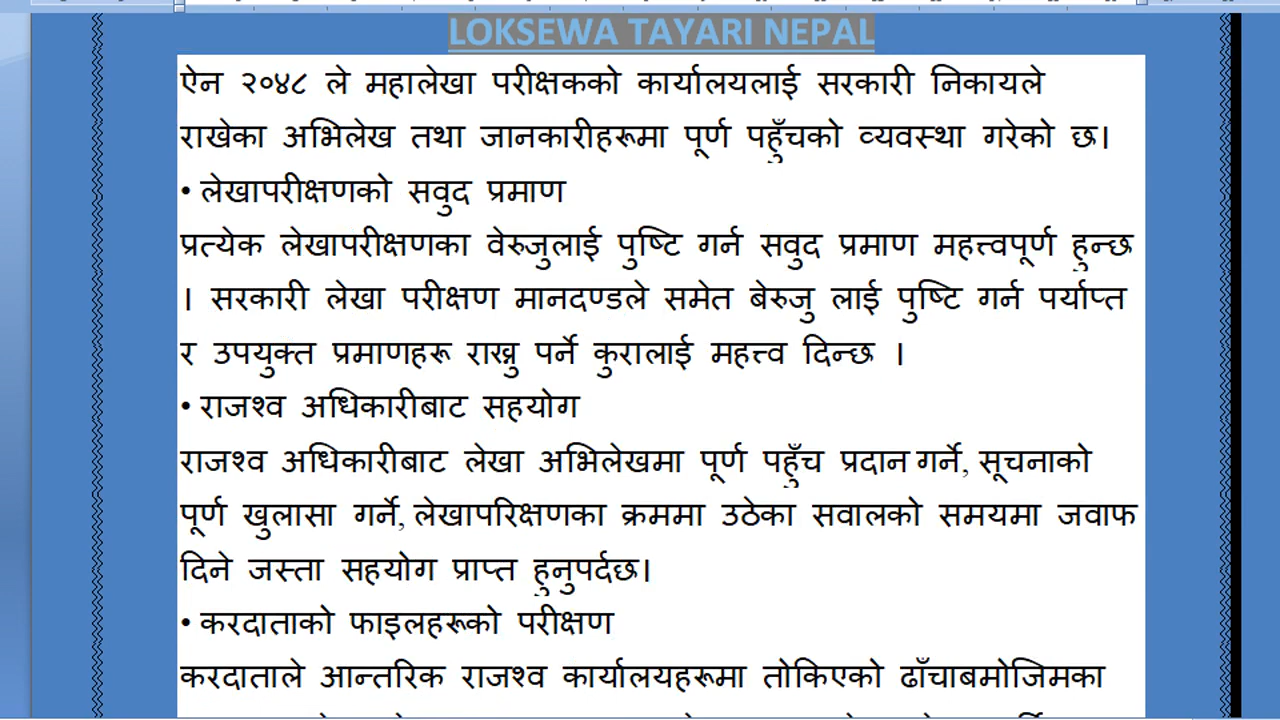 LOKSEWA TAYARI NEPAL
ऐन २०४८ ले महालेखा परीक्षकको कार्यालयलाई सरकारी निकायले
राखेका अभिलेख तथा जानकारीहरूमा पूर्ण पहुँचको व्यवस्था गरेको छ।
• लेखापरीक्षणको सवुद प्रमाण
प्रत्येक लेखापरीक्षणका वेरुजुलाई पुष्टि गर्न सवुद प्रमाण महत्त्वपूर्ण हुन्छ
। सरकारी लेखा परीक्षण मानदण्डले समेत बेरुजु लाई पुष्टि गर्न पर्याप्त
र उपयुक्त प्रमाणहरू राख्नु पर्ने कुरालाई महत्त्व दिन्छ ।
• राजश्व अधिकारीबाट सहयोग
राजश्व अधिकारीबाट लेखा अभिलेखमा पूर्ण पहुँच प्रदान गर्ने, सूचनाको
पूर्ण खुलासा गर्ने, लेखापरिक्षणका क्रममा उठेका सवालको समयमा जवाफ
दिने जस्ता सहयोग प्राप्त हुनुपर्दछ।
• करदाताको फाइलहरूको परीक्षण
करदाताले आन्तरिक राजश्व कार्यालयहरूमा तोकिएको ढाँचाबमोजिमका